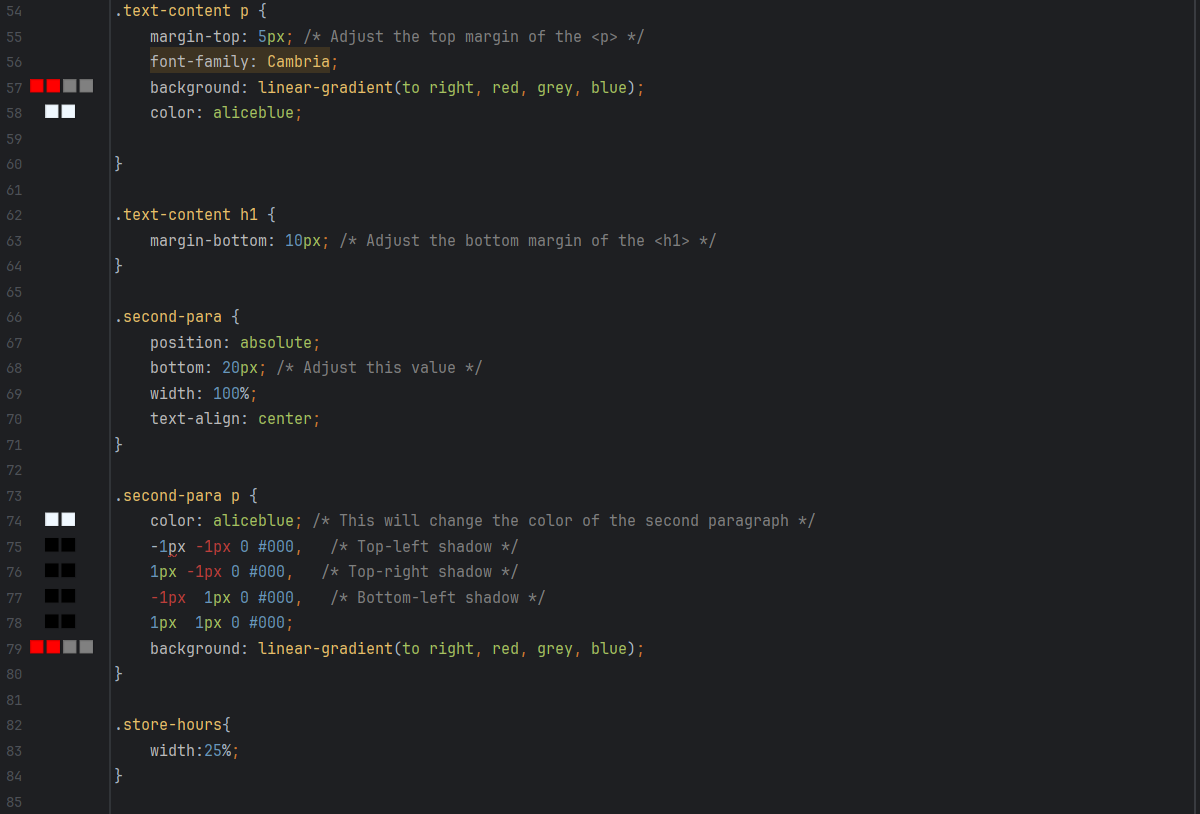 54 .text-content p {
55     margin-top: 5px; /* Adjust the top margin of the <p> */
56     font-family: Cambria;
57     background: linear-gradient(to right, red, grey, blue);
58     color: aliceblue;
59
60 }
61
62 .text-content h1 {
63     margin-bottom: 10px; /* Adjust the bottom margin of the <h1> */
64 }
65
66 .second-para {
67     position: absolute;
68     bottom: 20px; /* Adjust this value */
69     width: 100%;
70     text-align: center;
71 }
72
73 .second-para p {
74     color: aliceblue; /* This will change the color of the second paragraph */
75     -1px -1px 0 #000,   /* Top-left shadow */
76     1px -1px 0 #000,   /* Top-right shadow */
77     -1px  1px 0 #000,   /* Bottom-left shadow */
78     1px  1px 0 #000;
79     background: linear-gradient(to right, red, grey, blue);
80 }
81
82 .store-hours{
83     width:25%;
84 }
85